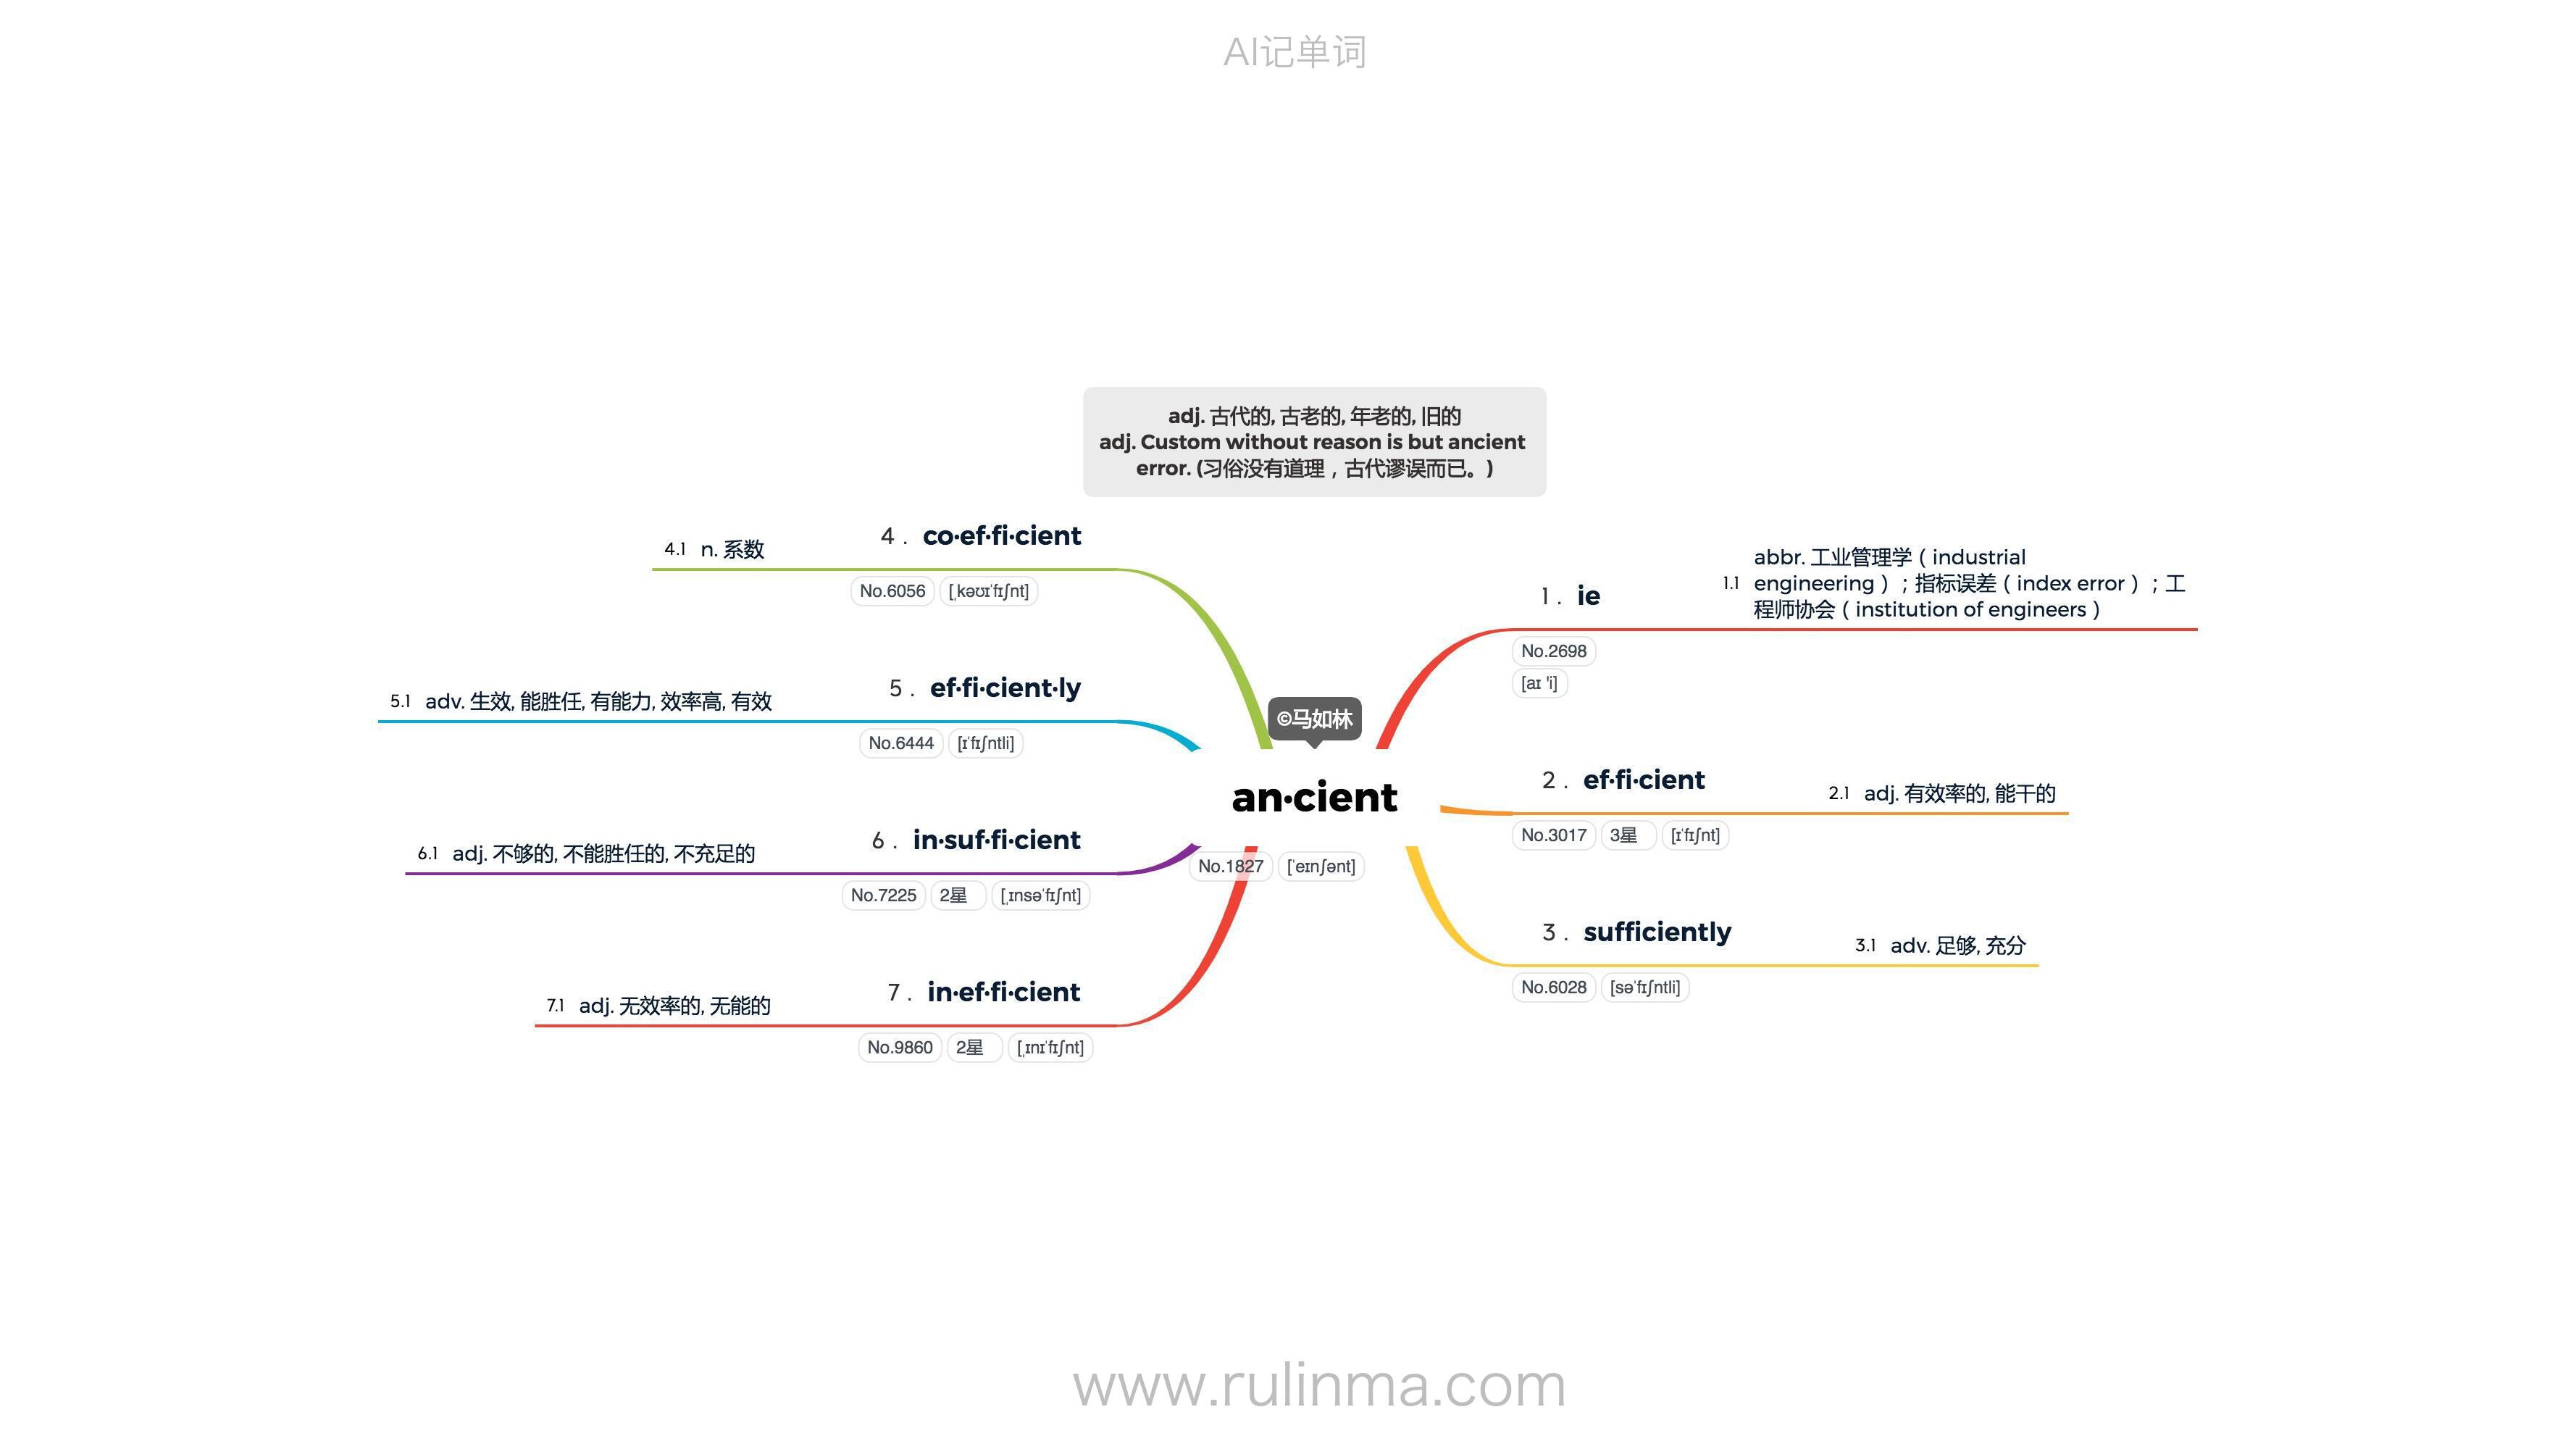 AI记单词
adj. 古代的, 古老的, 年老的, 旧的
adj. Custom without reason is but ancient
error. (习俗没有道理，古代谬误而已。)
©马如林
an·cient
No.1827 [ˈeɪnʃənt]
1. ie
No.2698
[aɪ 'i]
1.1 abbr. 工业管理学（industrial
engineering）；指标误差（index error）；工
程师协会（institution of engineers）
2. ef·fi·cient
No.3017 3星 [ɪˈfɪʃnt]
2.1 adj. 有效率的, 能干的
3. sufficiently
No.6028 [səˈfɪʃntli]
3.1 adv. 足够, 充分
4. co·ef·fi·cient
No.6056 [ˌkəʊɪˈfɪʃnt]
4.1 n. 系数
5. ef·fi·cient·ly
No.6444 [ɪˈfɪʃntli]
5.1 adv. 生效, 能胜任, 有能力, 效率高, 有效
6. in·suf·fi·cient
No.7225 2星 [ˌɪnsəˈfɪʃnt]
6.1 adj. 不够的, 不能胜任的, 不充足的
7. in·ef·fi·cient
No.9860 2星 [ˌɪnɪˈfɪʃnt]
7.1 adj. 无效率的, 无能的
www.rulinma.com